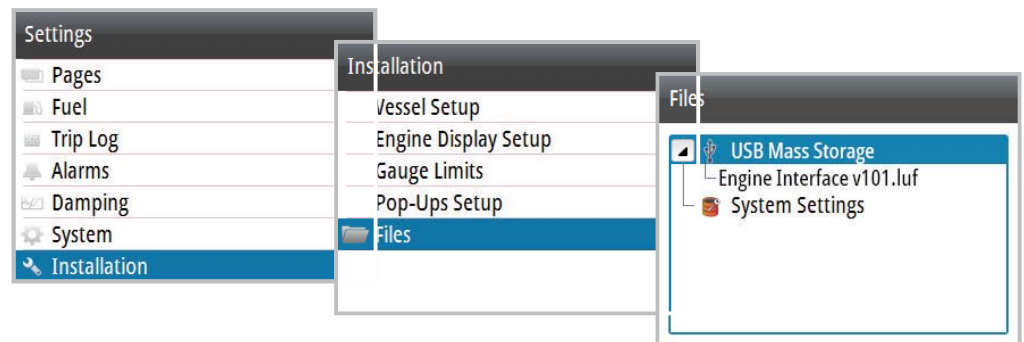 Settings
Pages
Fuel
Trip Log
Alarms
Damping
System
Installation
Installation
Vessel Setup
Engine Display Setup
Gauge Limits
Pop-Ups Setup
Files
Files
USB Mass Storage
Engine Interface v101.luf
System Settings